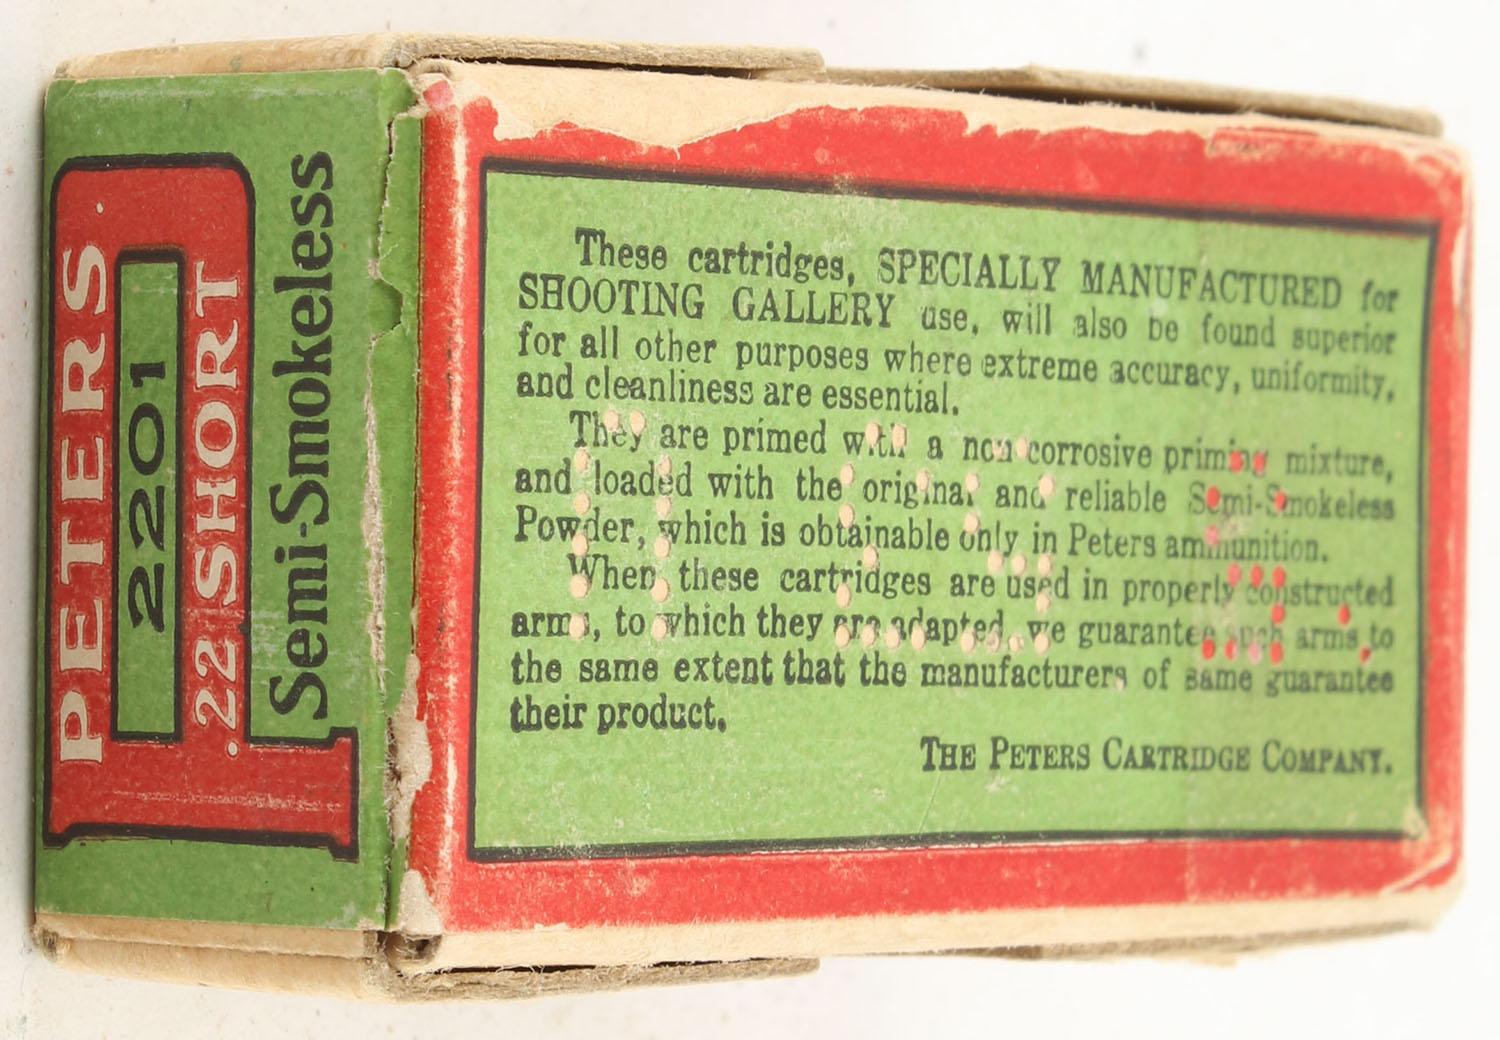 PETERS.
2201
.22 SHORT
Semi-Smokeless
These cartridges, SPECIALLY MANUFACTURED for
SHOOTING GALLERY use, will also be found superior
for all other purposes where extreme accuracy, uniformity,
and cleanliness are essential.
They are primed with a non-corrosive priming mixture,
and loaded with the original and reliable Semi-Smokeless
Powder, which is obtainable only in Peters ammunition.
When these cartridges are used in properly constructed
arms, to which they are adapted, we guarantee such arms to
the same extent that the manufacturers of same guarantee
their product.
THE PETERS CARTRIDGE COMPANY.